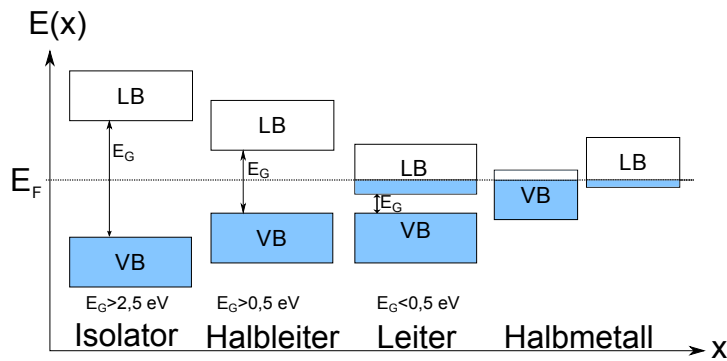 E(x)
LB
LB
LB
LB
E_G
E_G
E_F
E_G
VB
VB
VB
VB
E_G>2,5 eV
E_G>0,5 eV
E_G<0,5 eV
Isolator
Halbleiter
Leiter
Halbmetall
x